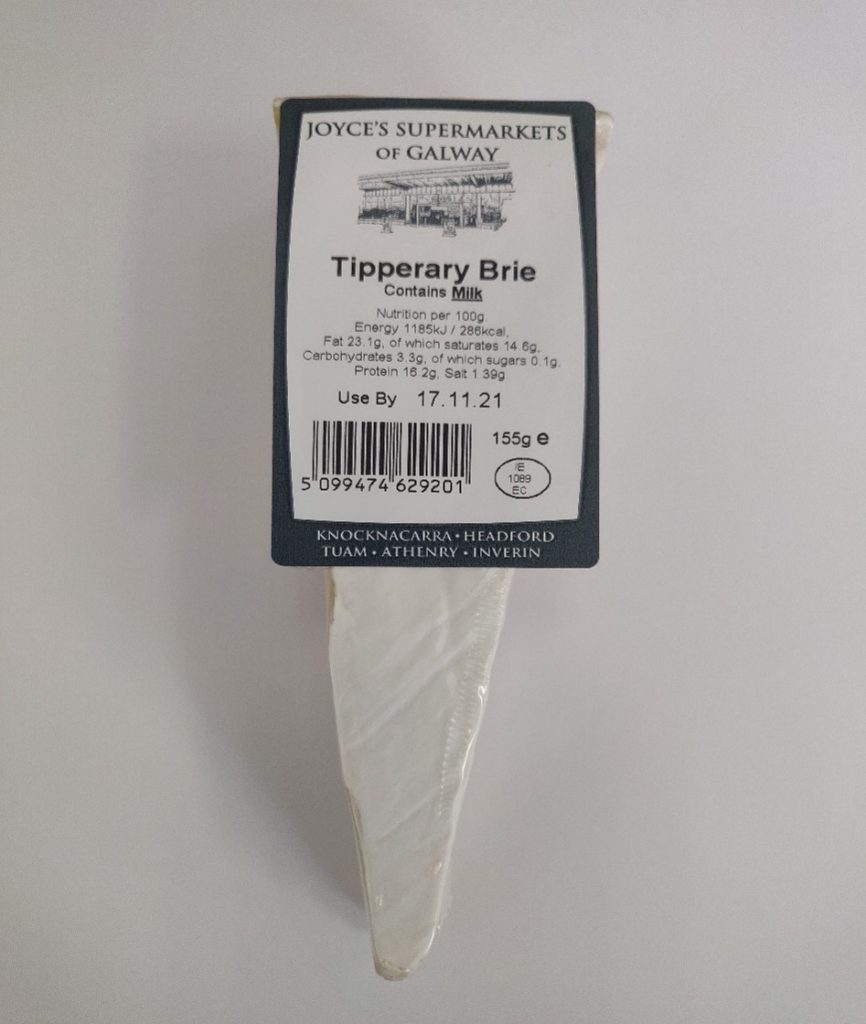 JOYCE'S SUPERMARKETS
OF GALWAY
Tipperary Brie
Contains Milk
Nutrition per 100g
Energy 1185kJ / 286kcal,
Fat 23.1g, of which saturates 14.6g,
Carbohydrates 3.3g, of which sugars 0.1g,
Protein 16.2g, Salt 1.39g
Use By 17.11.21
155g e
5 099474 629201
IE
1089
EC
KNOCKNACARRA • HEADFORD
TUAM • ATHENRY • INVERIN